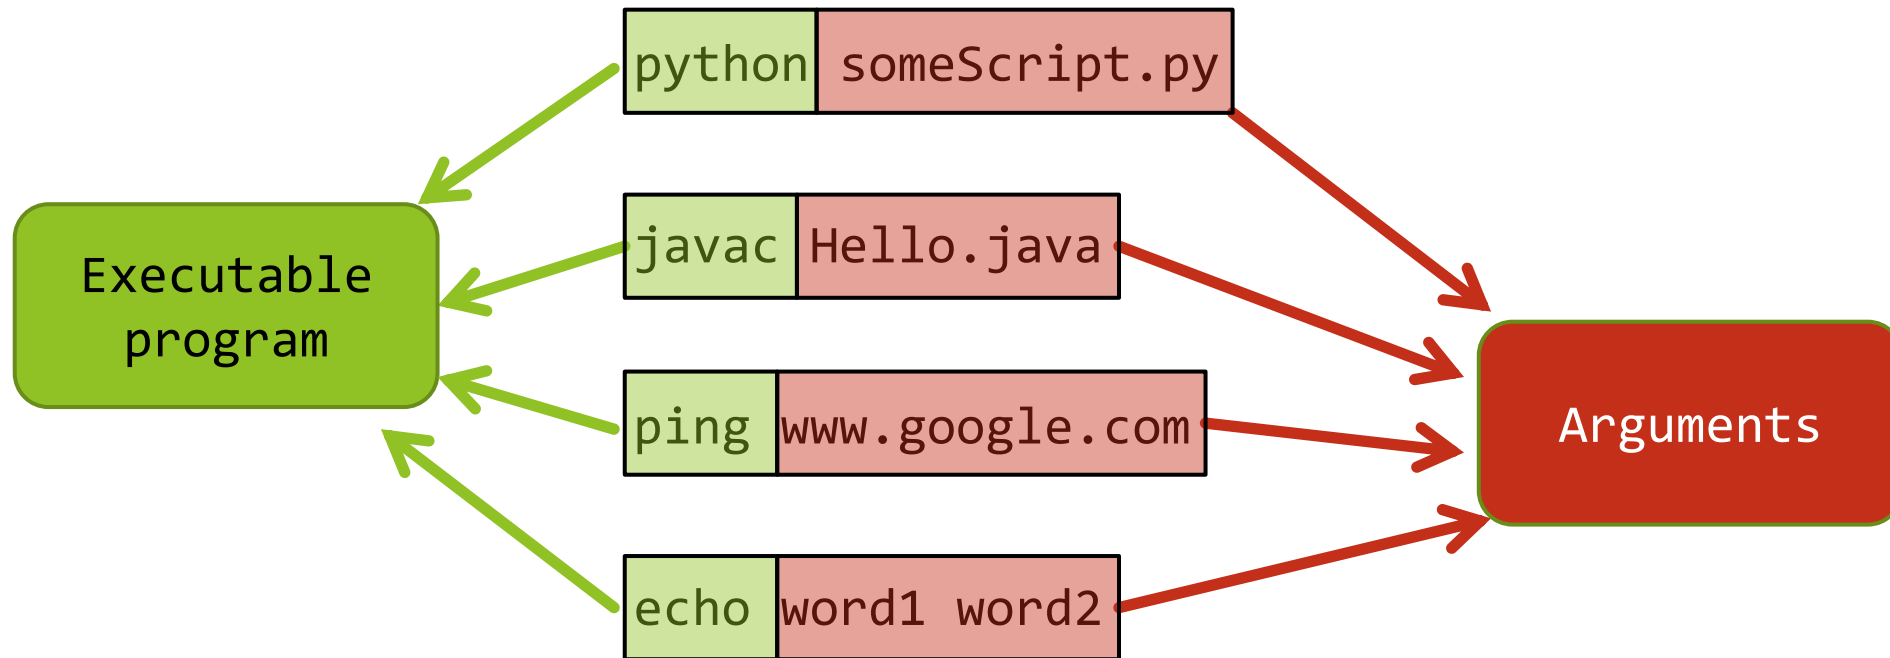 python someScript.py
javac Hello.java
Executable
program
ping www.google.com
Arguments
echo word1 word2